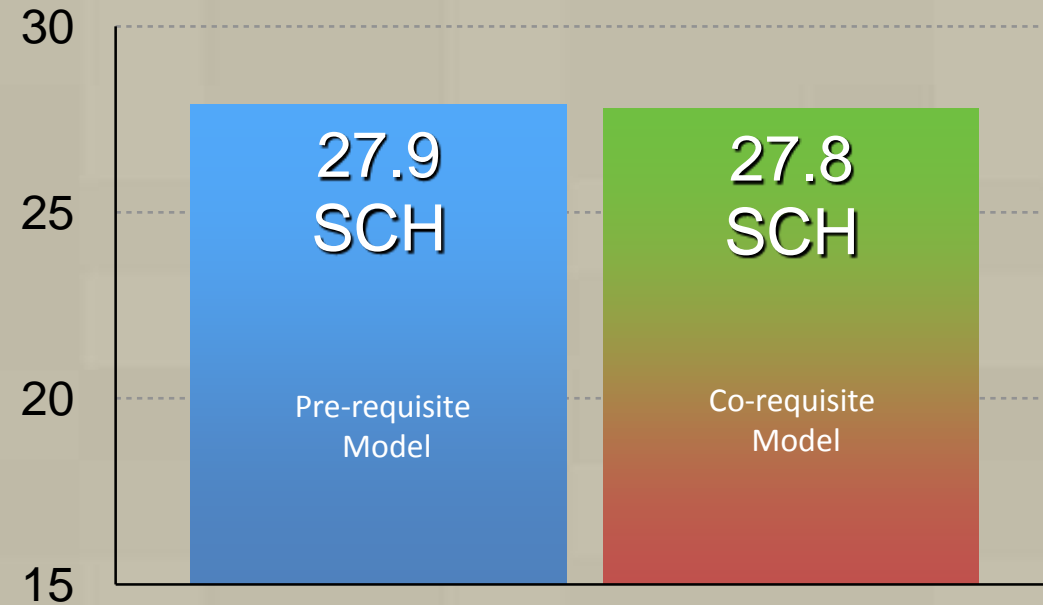 30
25
20
15
27.9
SCH
Pre-requisite
Model
27.8
SCH
Co-requisite
Model